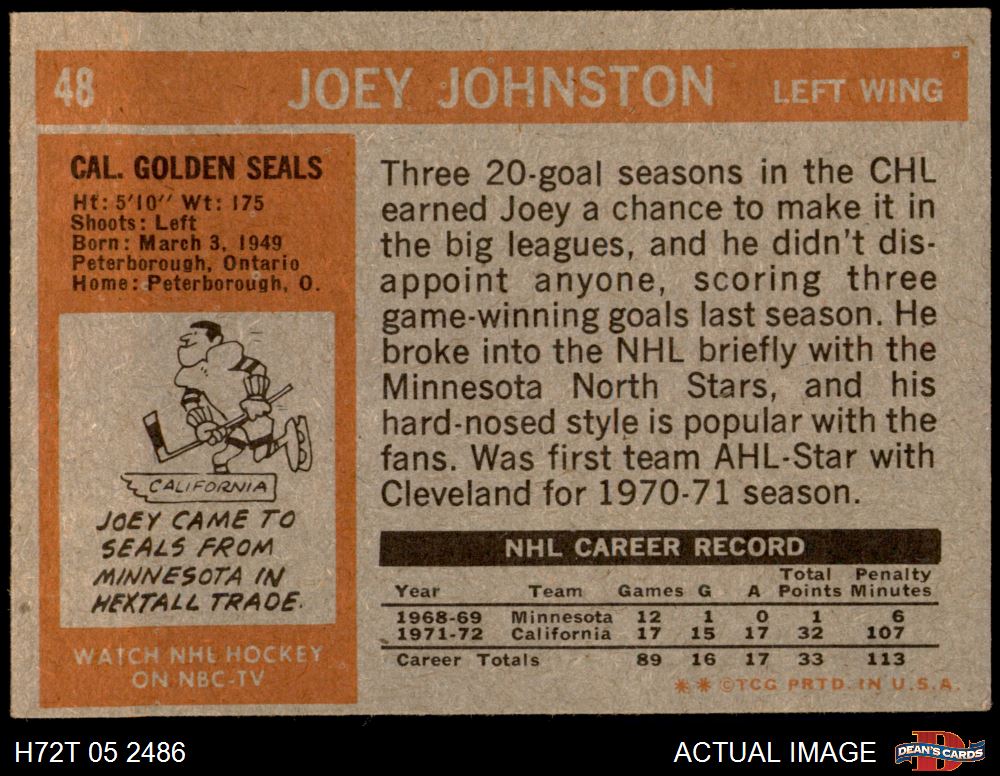 48 JOEY JOHNSTON LEFT WING
CAL. GOLDEN SEALS
Ht: 5'10" Wt: 175
Shoots: Left
Born: March 3, 1949
Peterborough, Ontario
Home: Peterborough, O.
CALIFORNIA
JOEY CAME TO
SEALS FROM
MINNESOTA IN
HEXTALL TRADE.
WATCH NHL HOCKEY
ON NBC-TV
Three 20-goal seasons in the CHL
earned Joey a chance to make it in
the big leagues, and he didn't dis-
appoint anyone, scoring three
game-winning goals last season. He
broke into the NHL briefly with the
Minnesota North Stars, and his
hard-nosed style is popular with the
fans. Was first team AHL-Star with
Cleveland for 1970-71 season.
NHL CAREER RECORD
Year Team Games G A Total Points Penalty Minutes
1968-69 Minnesota 12 1 0 1 6
1971-72 California 17 15 17 32 107
Career Totals 89 16 17 33 113
** ©TCG PRTD. IN U.S.A.
H72T 05 2486
ACTUAL IMAGE
DEAN'S CARDS